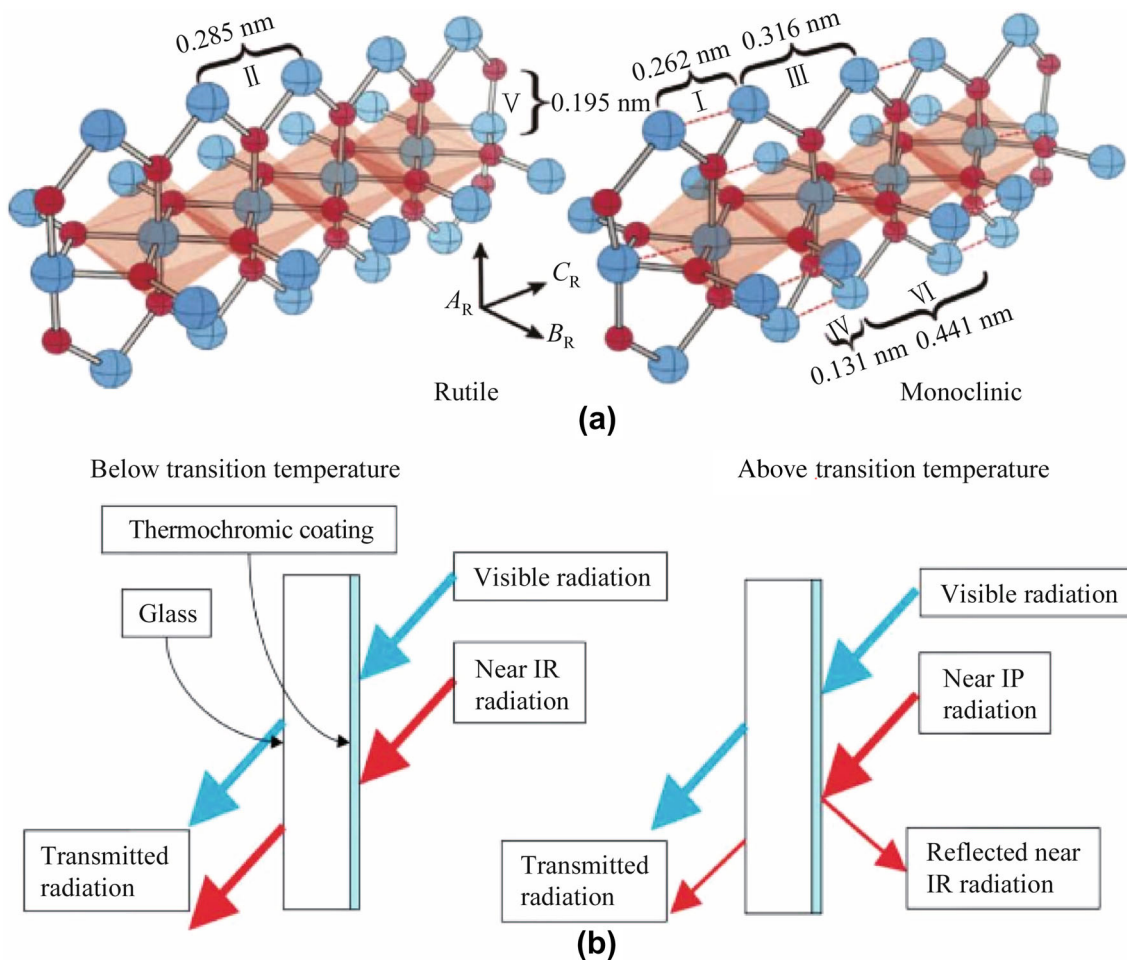 0.285 nm
II
V
0.195 nm
0.262 nm
I
0.316 nm
III
A_R
C_R
B_R
IV
0.131 nm
VI
0.441 nm
Rutile
Monoclinic
(a)
Below transition temperature
Above transition temperature
Thermochromic coating
Glass
Visible radiation
Near IR
radiation
Transmitted
radiation
Visible radiation
Near IP
radiation
Transmitted
radiation
Reflected near
IR radiation
(b)